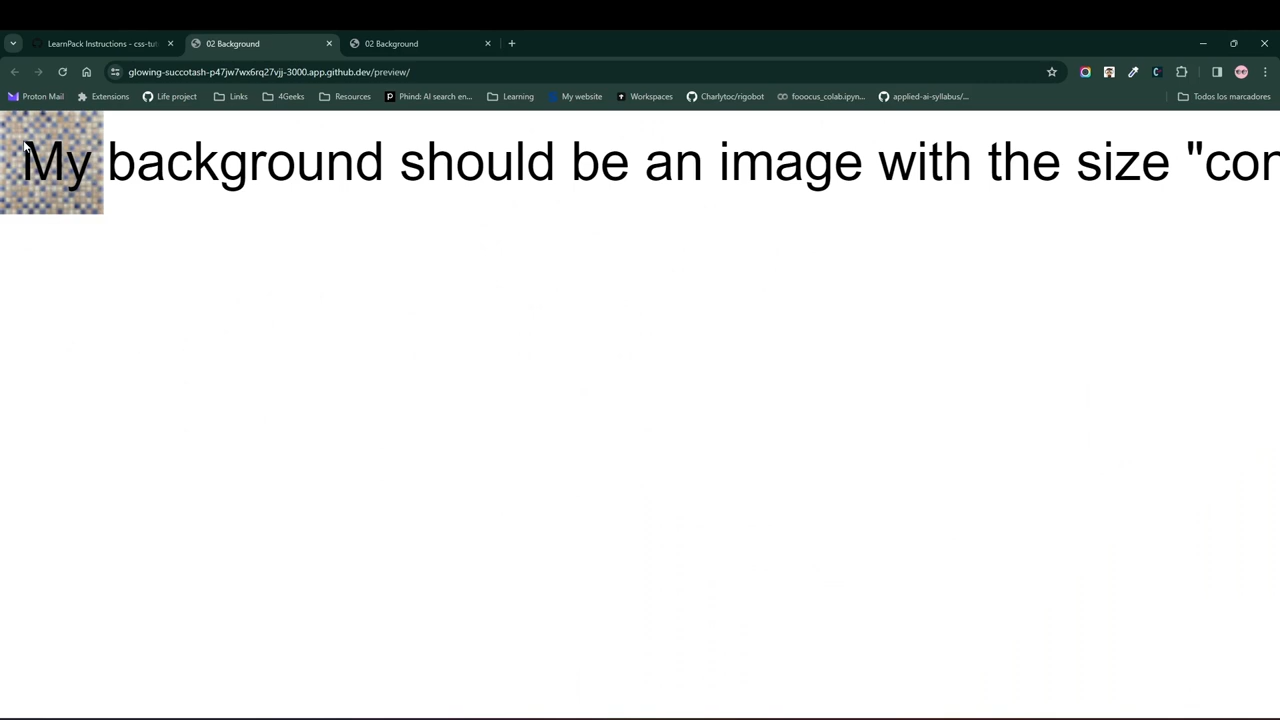 LearnPack Instructions - css-tut
02 Background
02 Background
glowing-succotash-p47jw7wx6rq27vjj-3000.app.github.dev/preview/
Proton Mail
Extensions
Life project
Links
4Geeks
Resources
Phind: AI search en...
Learning
My website
Workspaces
Charlytoc/rigobot
fooocus_colab.ipyn...
applied-ai-syllabus/...
Todos los marcadores
My background should be an image with the size "con